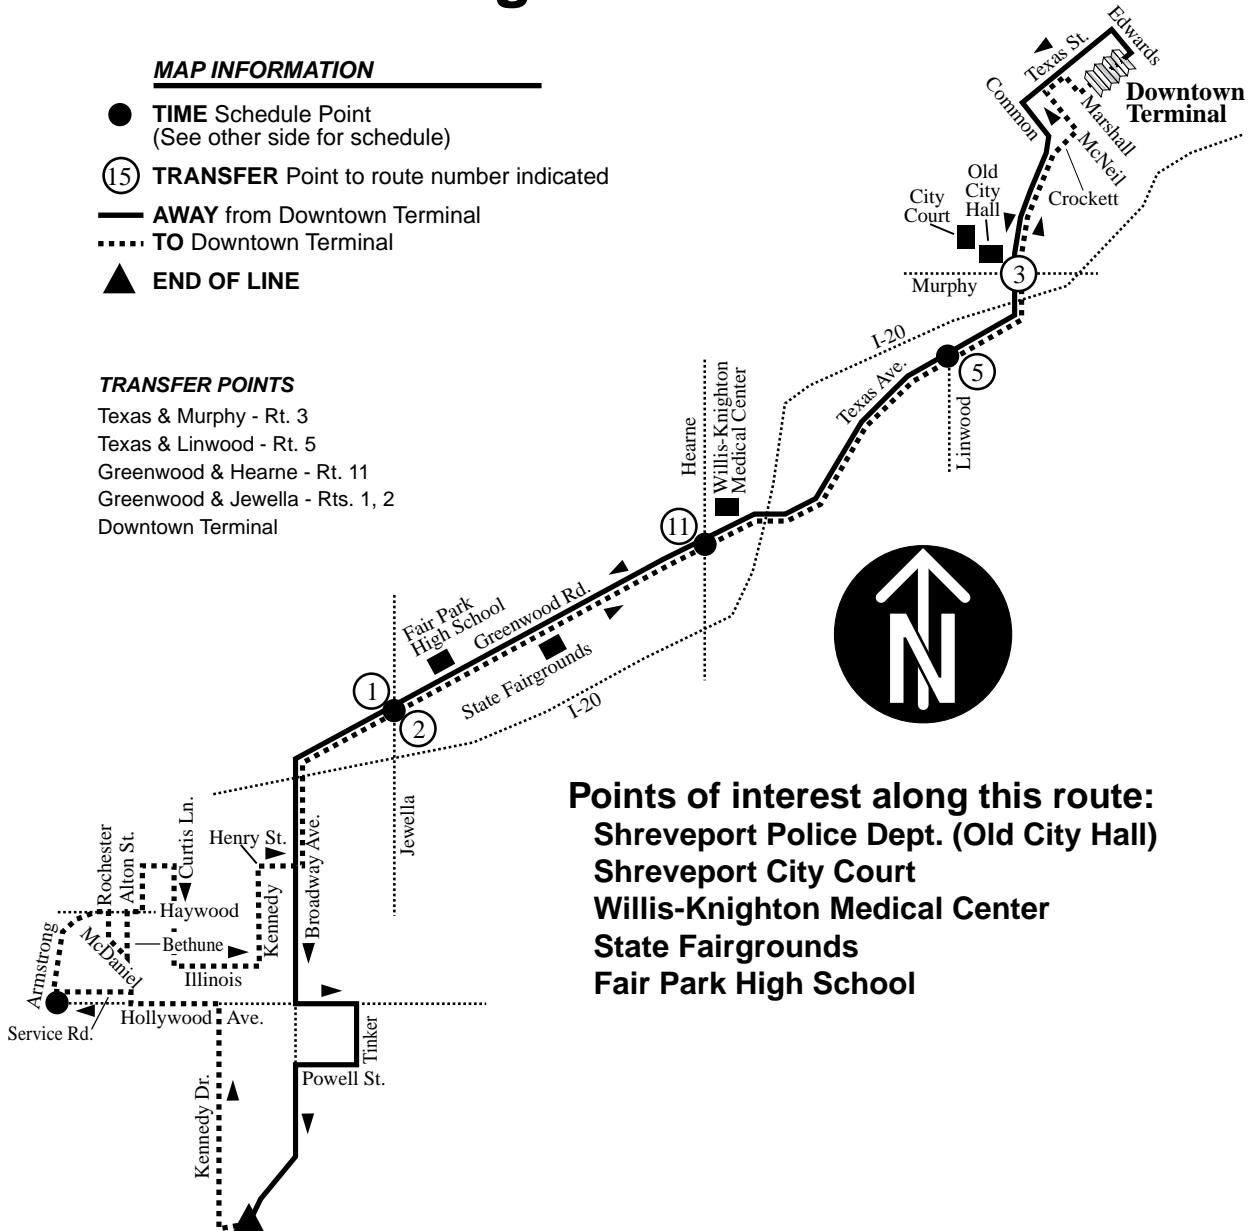 MAP INFORMATION
TIME Schedule Point
(See other side for schedule)
15 TRANSFER Point to route number indicated
AWAY from Downtown Terminal
TO Downtown Terminal
END OF LINE
TRANSFER POINTS
Texas & Murphy - Rt. 3
Texas & Linwood - Rt. 5
Greenwood & Hearne - Rt. 11
Greenwood & Jewella - Rts. 1, 2
Downtown Terminal
Edwards
Texas St.
Downtown
Terminal
Common
Marshall
McNeil
Crockett
Old
City
Hall
City
Court
3
Murphy
I-20
5
Texas Ave.
Linwood
Hearne
Willis-Knighton
Medical Center
11
Greenwood Rd.
Fair Park
High School
State Fairgrounds
I-20
1
2
N
Jewella
Points of interest along this route:
Shreveport Police Dept. (Old City Hall)
Shreveport City Court
Willis-Knighton Medical Center
State Fairgrounds
Fair Park High School
Henry St.
Broadway Ave.
Curtis Ln.
Alton St.
Rochester
Haywood
Kennedy
Bethune
McDaniel
Illinois
Armstrong
Hollywood Ave.
Service Rd.
Tinker
Powell St.
Kennedy Dr.